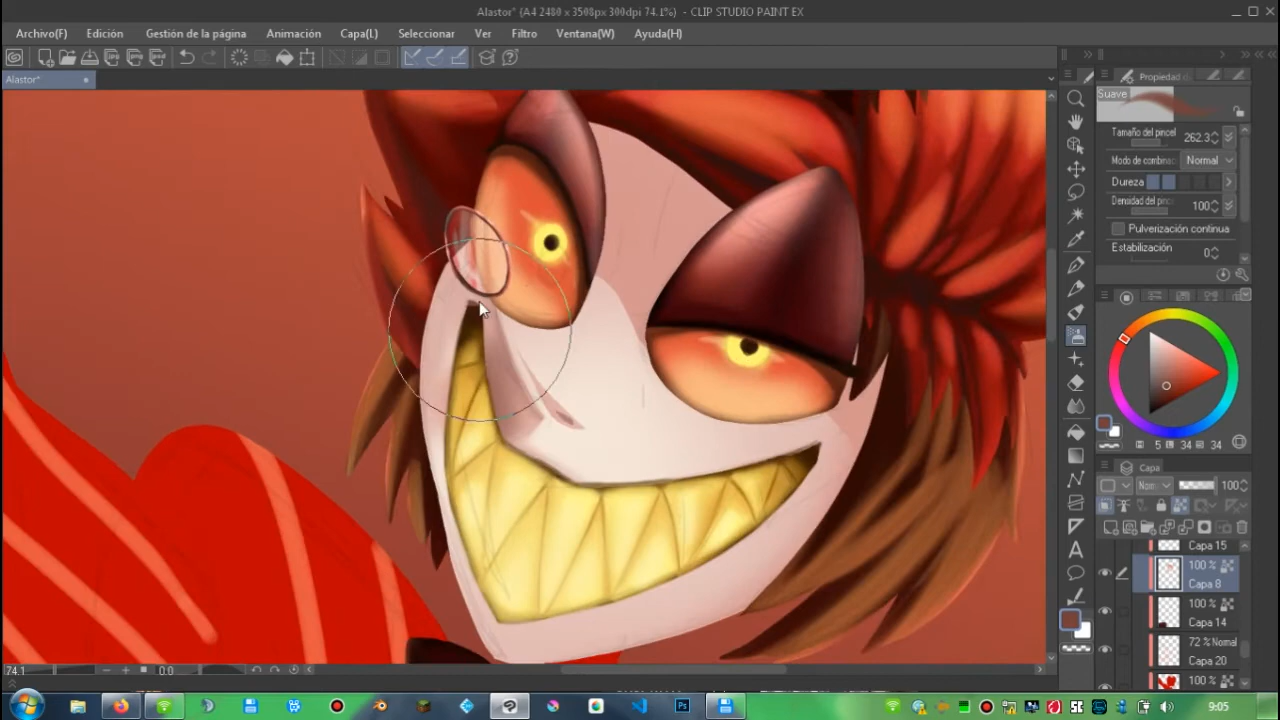 Alastor* (A4 2480 x 3508px 300dpi 74.1%) - CLIP STUDIO PAINT EX
Archivo(F) Edición Gestión de la página Animación Capa(L) Seleccionar Ver Filtro Ventana(W) Ayuda(H)
Alastor*
Propiedad d
Suave
Tamaño del pincel 262.3
Modo de combinac Normal
Dureza
Densidad del pinc 100
Pulverización continua
Estabilización 0
5 34 34
Capa
Nom 100
Capa 15
100 %
Capa 8
100 %
Capa 14
72 % Normal
Capa 20
100 %
74.1 0.0
Ps
9:05